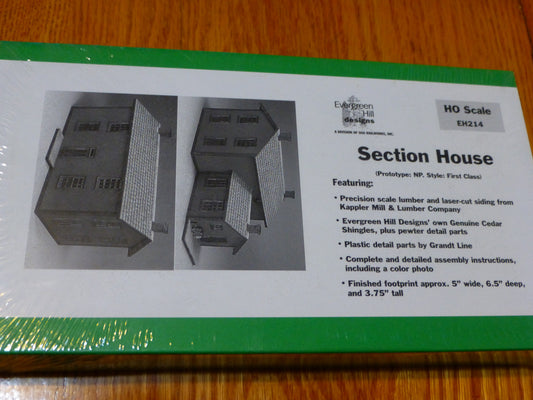 Evergreen
Hill
designs
A DIVISION OF
HO Scale
EH214
Section House
(Prototype: NP, Style: First Class)
Featuring:
• Precision scale lumber and laser-cut siding from
Kappler Mill & Lumber Company
• Evergreen Hill Designs' own Genuine Cedar
Shingles, plus pewter detail parts
• Plastic detail parts by Grandt Line
• Complete and detailed assembly instructions,
including a color photo
• Finished footprint approx. 5" wide, 6.5" deep,
and 3.75" tall